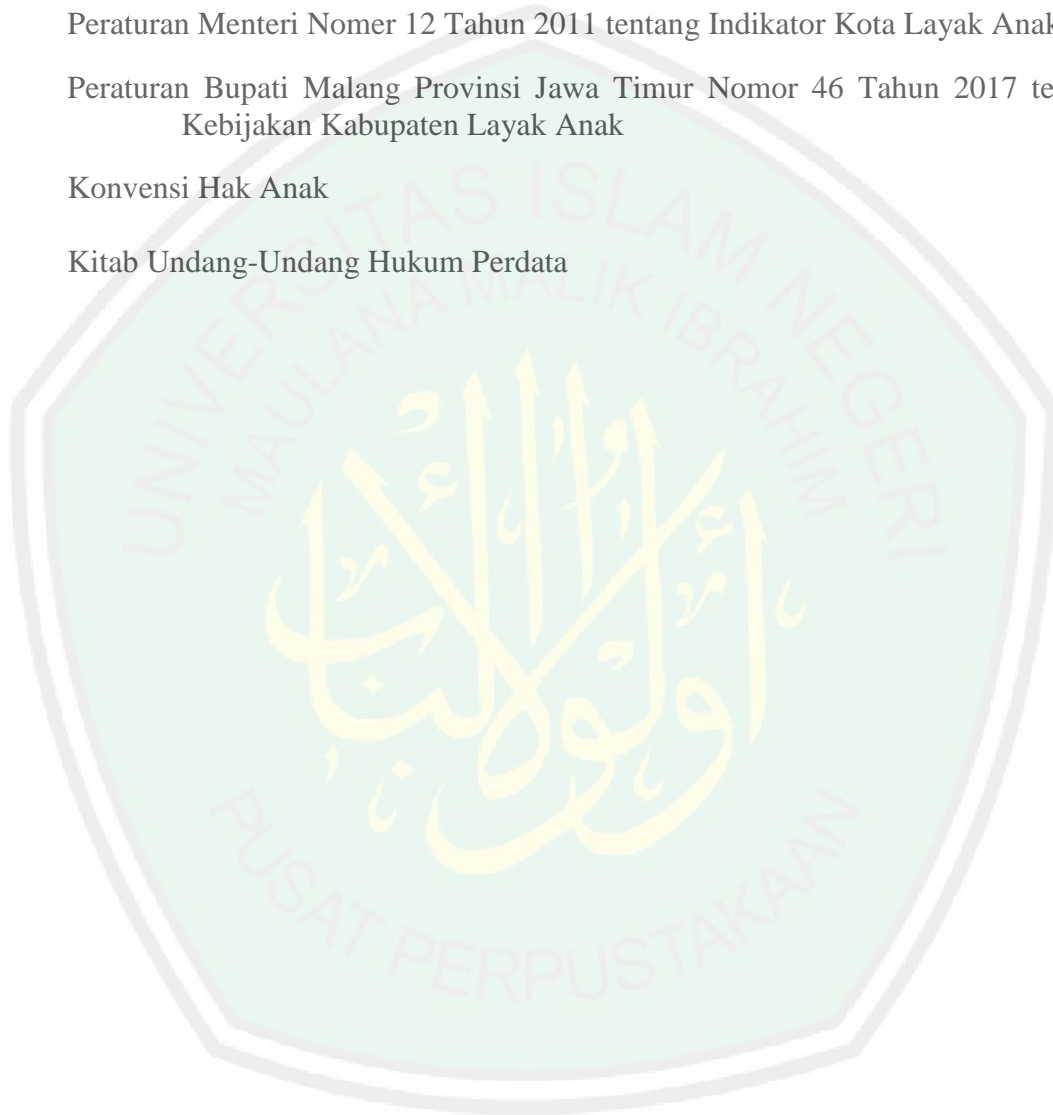 Peraturan Menteri Nomer 12 Tahun 2011 tentang Indikator Kota Layak Anak
Peraturan Bupati Malang Provinsi Jawa Timur Nomor 46 Tahun 2017 te
Kebijakan Kabupaten Layak Anak
Konvensi Hak Anak
Kitab Undang-Undang Hukum Perdata
UNIVERSITAS ISLAM NEGERI
MAULANA MALIK IBRAHIM
أولو الألباب
PUSAT PERPUSTAKAAN